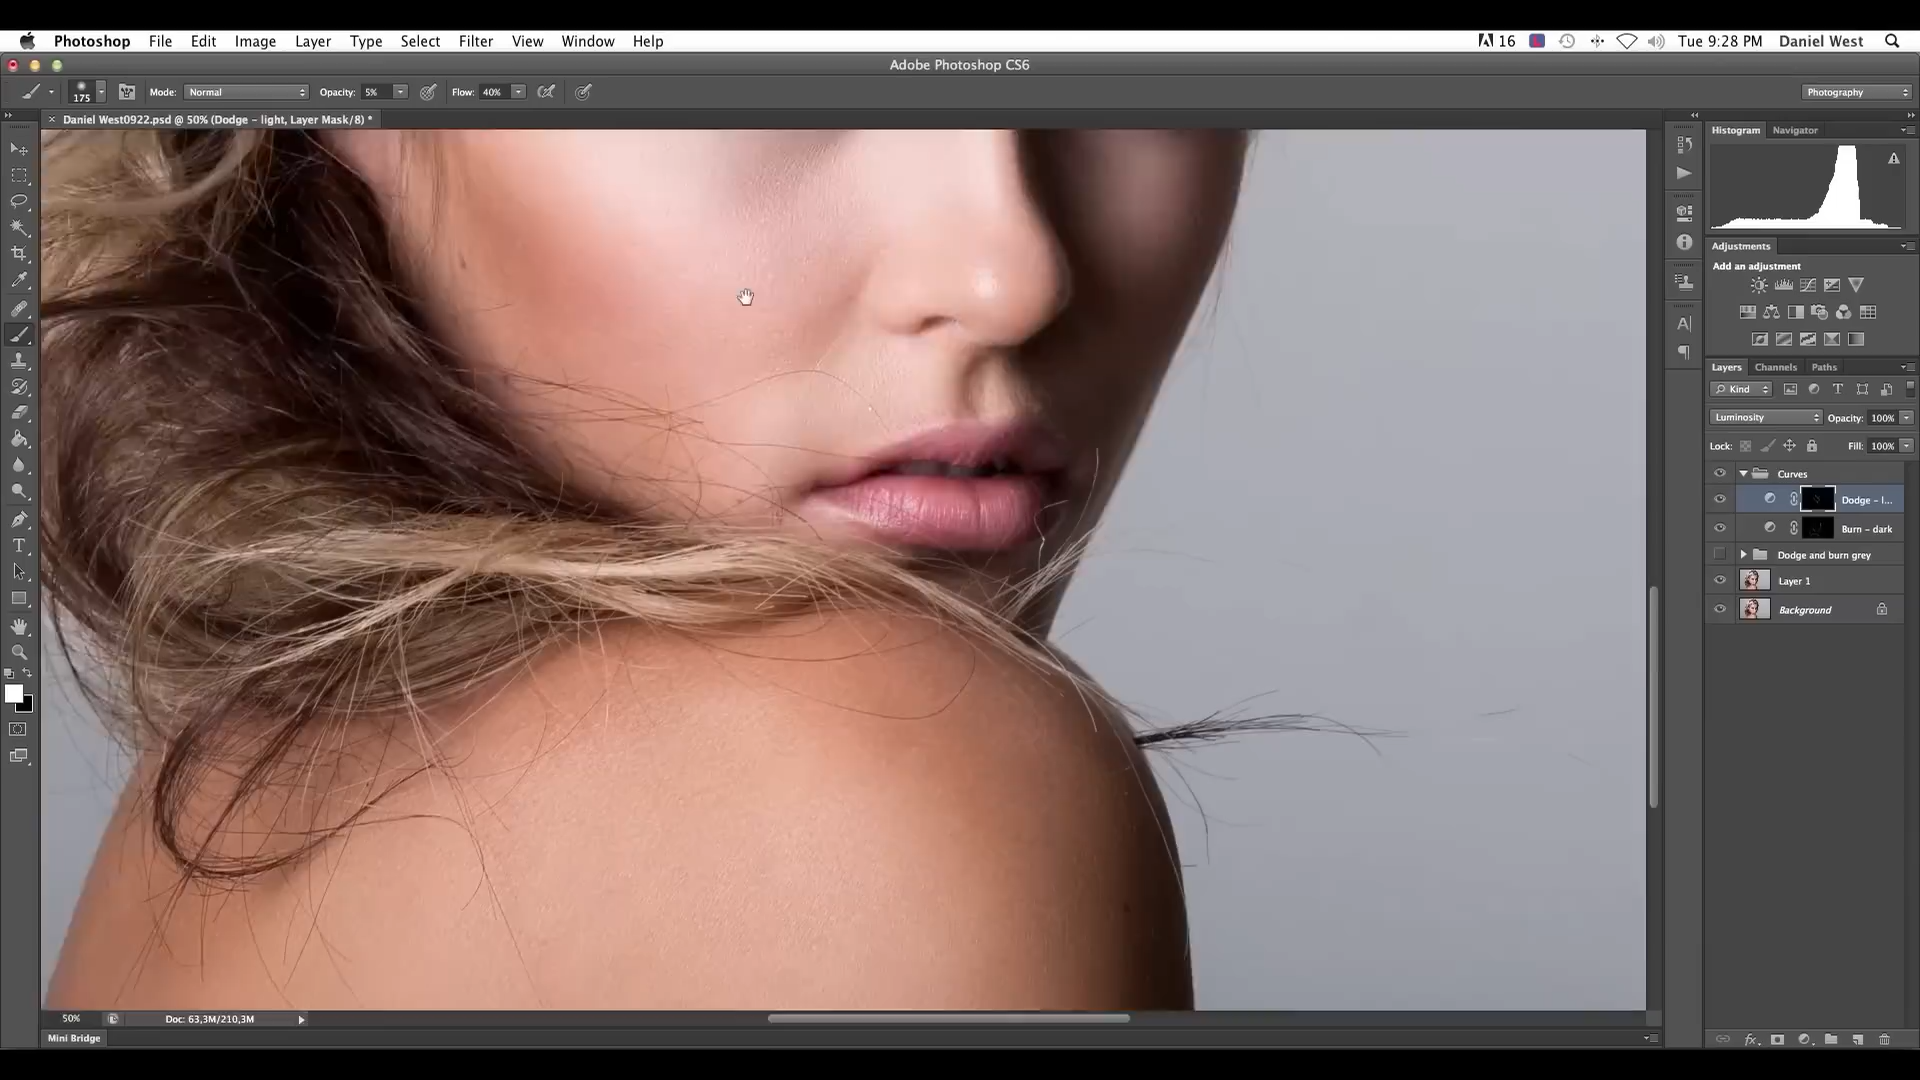 Photoshop File Edit Image Layer Type Select Filter View Window Help 16 Tue 9:28 PM Daniel West
Adobe Photoshop CS6
175 Mode: Normal Opacity: 5% Flow: 40% Photography
× Daniel West0922.psd @ 50% (Dodge - light, Layer Mask/8) *
Histogram Navigator
Adjustments
Add an adjustment
Layers Channels Paths
Kind
Luminosity Opacity: 100%
Lock: Fill: 100%
Curves
Dodge - l...
Burn - dark
Dodge and burn grey
Layer 1
Background
50% Doc: 63,3M/210,3M
Mini Bridge